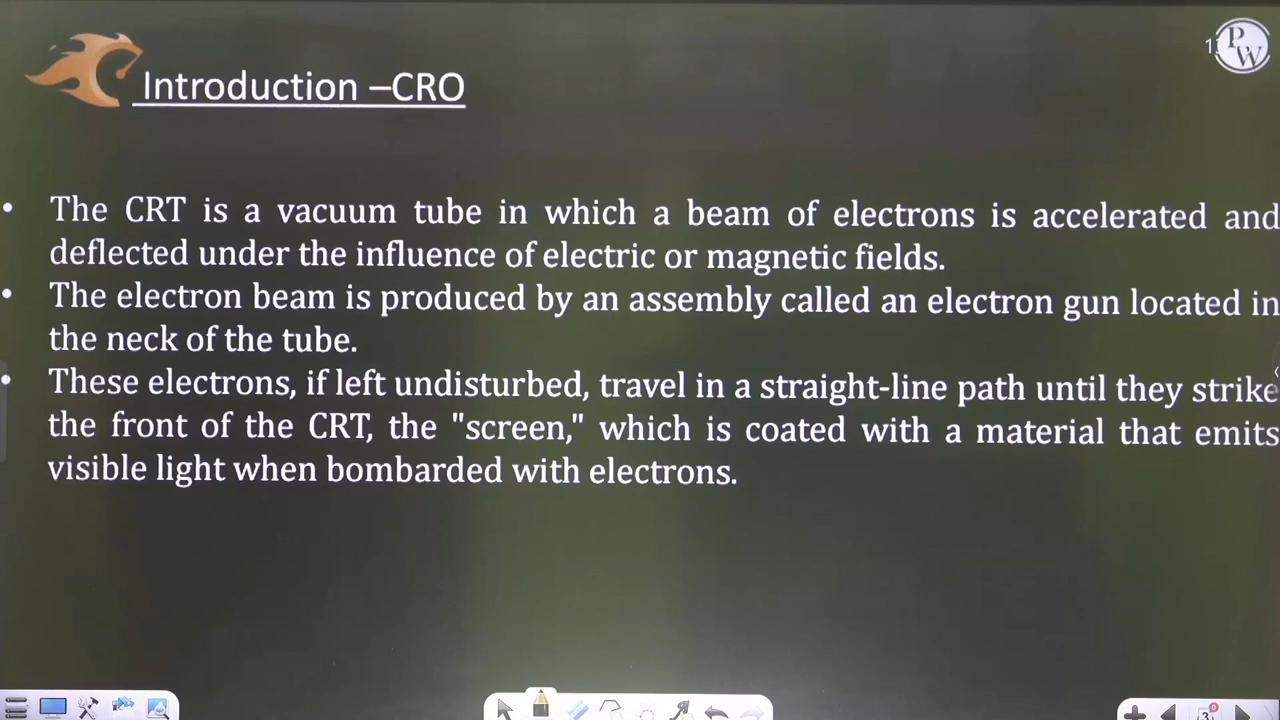 PW
Introduction –CRO
• The CRT is a vacuum tube in which a beam of electrons is accelerated and
deflected under the influence of electric or magnetic fields.
• The electron beam is produced by an assembly called an electron gun located in
the neck of the tube.
• These electrons, if left undisturbed, travel in a straight-line path until they strike
the front of the CRT, the "screen," which is coated with a material that emits
visible light when bombarded with electrons.
3